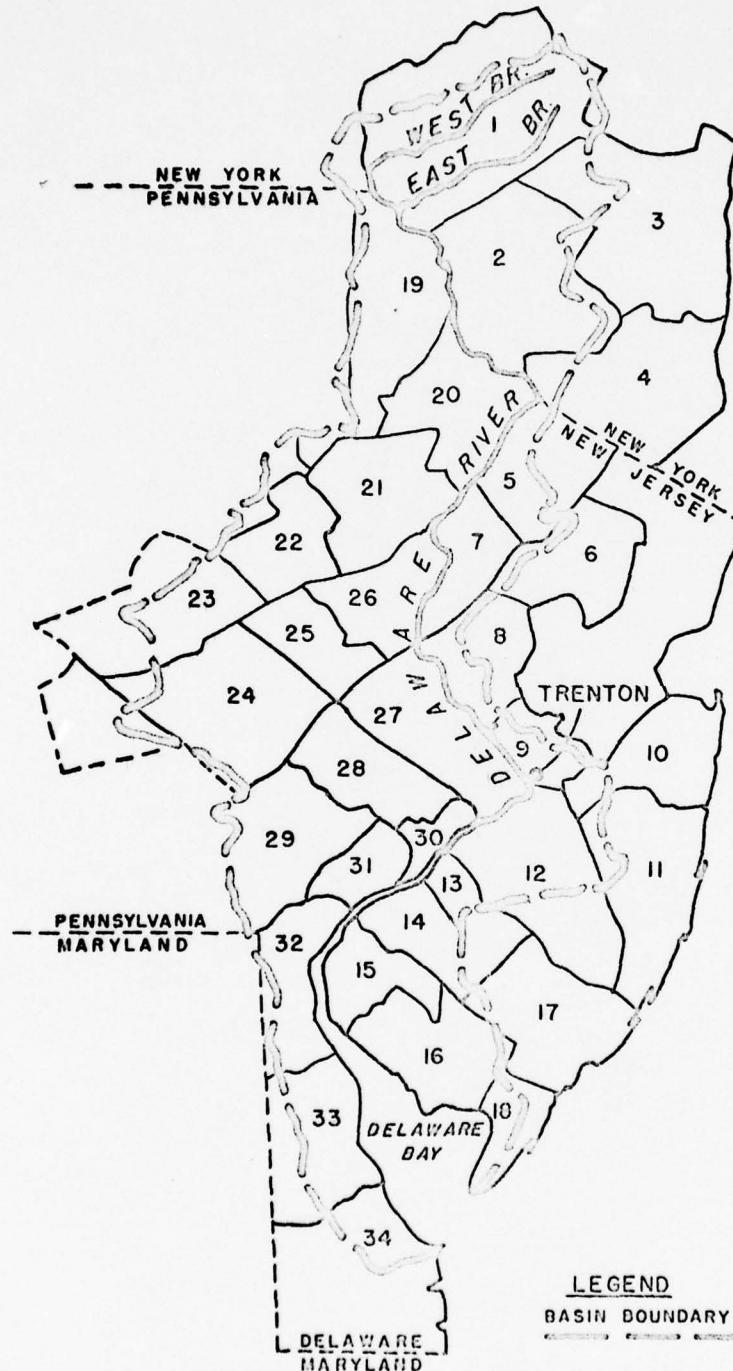 WEST BR.
1
EAST BR.
NEW YORK
PENNSYLVANIA
3
2
19
4
20
NEW YORK
NEW JERSEY
DELAWARE RIVER
5
21
7
6
22
26
23
8
25
TRENTON
24
27
9
10
28
30
29
12
11
31
13
14
PENNSYLVANIA
MARYLAND
32
15
17
16
18
33
DELAWARE
BAY
34
LEGEND
BASIN BOUNDARY
DELAWARE
MARYLAND